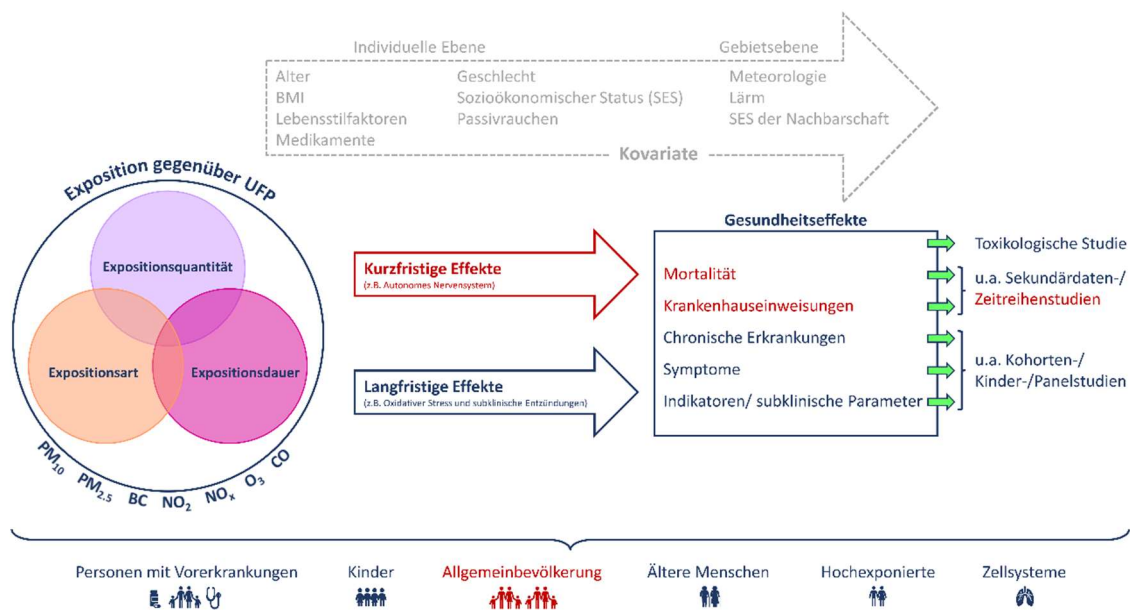 Individuelle Ebene
Gebietsebene
Alter
Geschlecht
Meteorologie
BMI
Sozioökonomischer Status (SES)
Lärm
Lebensstilfaktoren
Passivrauchen
SES der Nachbarschaft
Medikamente
Kovariate
Exposition gegenüber UFP
Expositionsquantität
Expositionsart
Expositionsdauer
PM₁₀ PM₂.₅ BC NO₂ NOₓ O₃ CO
Kurzfristige Effekte
(z.B. Autonomes Nervensystem)
Langfristige Effekte
(z.B. Oxidativer Stress und subklinische Entzündungen)
Gesundheitseffekte
Mortalität
Krankenhauseinweisungen
Chronische Erkrankungen
Symptome
Indikatoren/ subklinische Parameter
Toxikologische Studie
u.a. Sekundärdaten-/
Zeitreihenstudien
u.a. Kohorten-/
Kinder-/Panelstudien
Personen mit Vorerkrankungen
Kinder
Allgemeinbevölkerung
Ältere Menschen
Hochexponierte
Zellsysteme